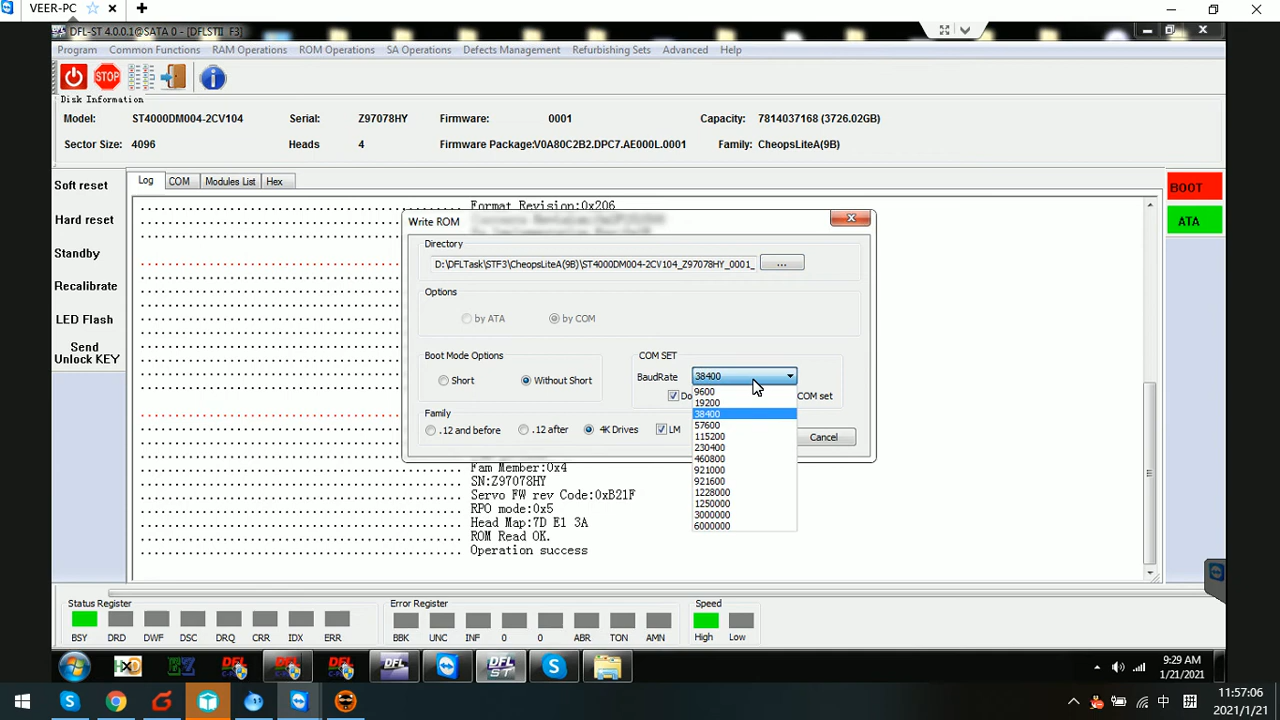 VEER-PC
DFL-ST 4.0.0.1@SATA 0 - [DFLSTII F3]
Program Common Functions RAM Operations ROM Operations SA Operations Defects Management Refurbishing Sets Advanced Help
STOP
Disk Information
Model: ST4000DM004-2CV104 Serial: Z97078HY Firmware: 0001 Capacity: 7814037168 (3726.02GB)
Sector Size: 4096 Heads 4 Firmware Package:V0A80C2B2.DPC7.AE000L.0001 Family: CheopsLiteA(9B)
Soft reset
Hard reset
Standby
Recalibrate
LED Flash
Send
Unlock KEY
Log COM Modules List Hex
BOOT
ATA
Format Revision:0x206
Write ROM
Directory
D:\DFLTask\STF3\CheopsLiteA(9B)\ST4000DM004-2CV104_Z97078HY_0001_ ...
Options
by ATA by COM
Boot Mode Options
Short Without Short
COM SET
BaudRate 38400
Do COM set
9600
19200
38400
57600
115200
230400
460800
921000
921600
1228000
1250000
3000000
6000000
Family
.12 and before .12 after 4K Drives LM
Cancel
Fam Member:0x4
SN:Z97078HY
Servo FW rev Code:0xB21F
RPO mode:0x5
Head Map:7D E1 3A
ROM Read OK.
Operation success
Status Register
BSY DRD DWF DSC DRQ CRR IDX ERR
Error Register
BBK UNC INF 0 0 ABR TON AMN
Speed
High Low
9:29 AM
1/21/2021
中 拼
11:57:06
2021/1/21